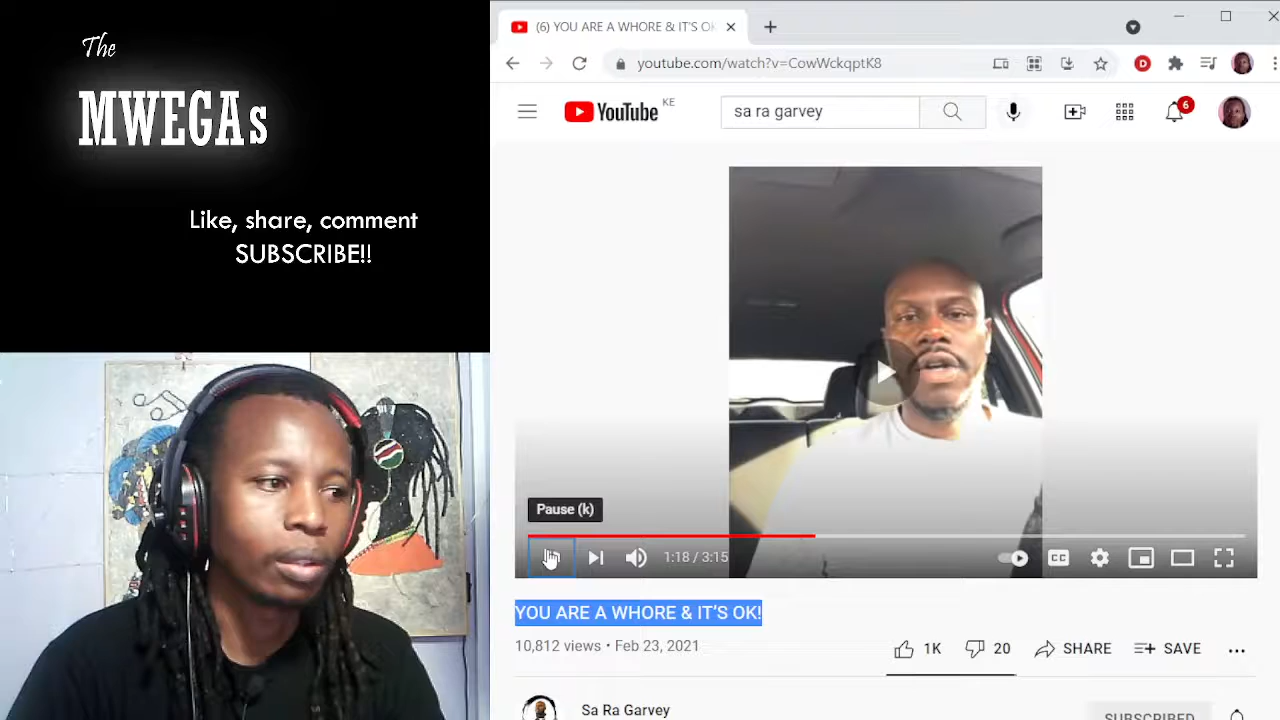 The
MWEGAs
Like, share, comment
SUBSCRIBE!!
(6) YOU ARE A WHORE & IT'S OK
youtube.com/watch?v=CowWckqptK8
D
YouTube KE
sa ra garvey
6
Pause (k)
1:18 / 3:15
CC
YOU ARE A WHORE & IT'S OK!
10,812 views • Feb 23, 2021
1K
20
SHARE
SAVE
Sa Ra Garvey
SUBSCRIBED